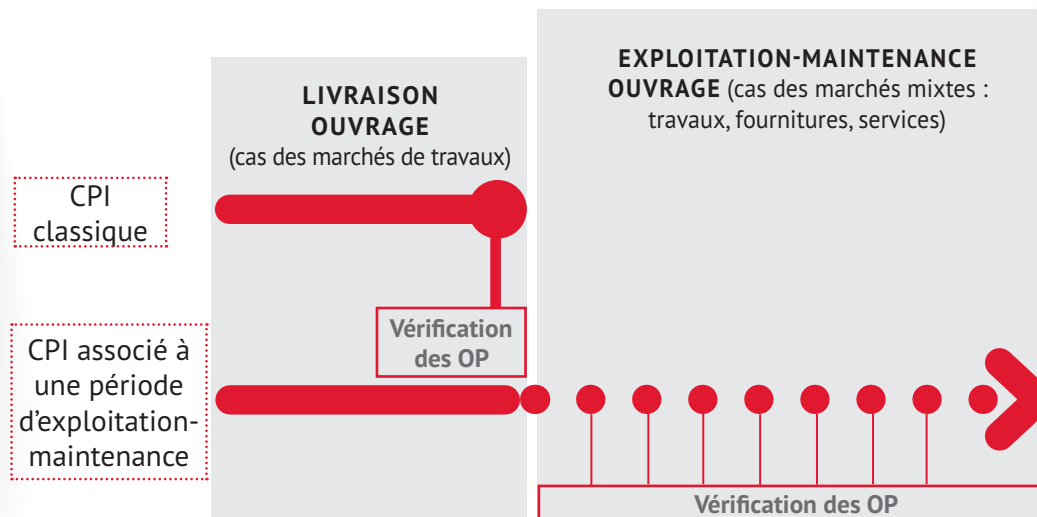 LIVRAISON
OUVRAGE
(cas des marchés de travaux)
EXPLOITATION-MAINTENANCE
OUVRAGE (cas des marchés mixtes :
travaux, fournitures, services)
CPI
classique
Vérification
des OP
CPI associé à
une période
d’exploitation-
maintenance
Vérification des OP